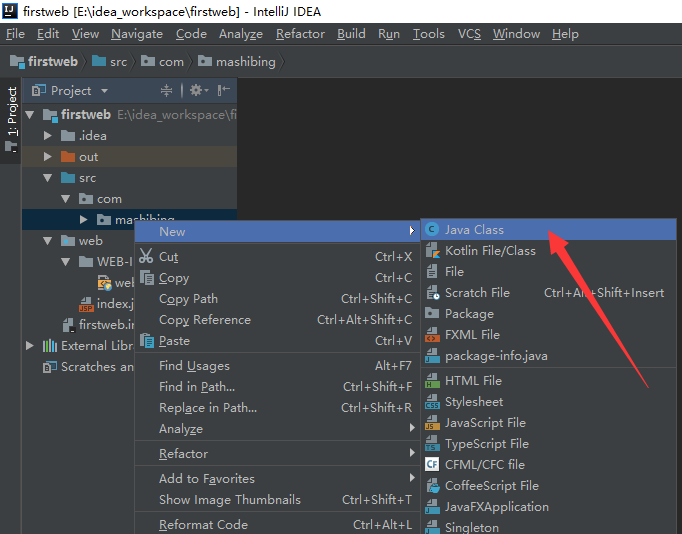 firstweb [E:\idea_workspace\firstweb] - IntelliJ IDEA
File Edit View Navigate Code Analyze Refactor Build Run Tools VCS Window Help
firstweb src com mashibing
1: Project
Project
firstweb E:\idea_workspace\fi
.idea
out
src
com
mashibing
web
WEB-I
web
index.j
firstweb.im
External Libra
Scratches an
New
Cut Ctrl+X
Copy Ctrl+C
Copy Path Ctrl+Shift+C
Copy Reference Ctrl+Alt+Shift+C
Paste Ctrl+V
Find Usages Alt+F7
Find in Path... Ctrl+Shift+F
Replace in Path... Ctrl+Shift+R
Analyze
Refactor
Add to Favorites
Show Image Thumbnails Ctrl+Shift+T
Reformat Code Ctrl+Alt+L
Java Class
Kotlin File/Class
File
Scratch File Ctrl+Alt+Shift+Insert
Package
FXML File
package-info.java
HTML File
Stylesheet
JavaScript File
TypeScript File
CFML/CFC file
CoffeeScript File
JavaFXApplication
Singleton